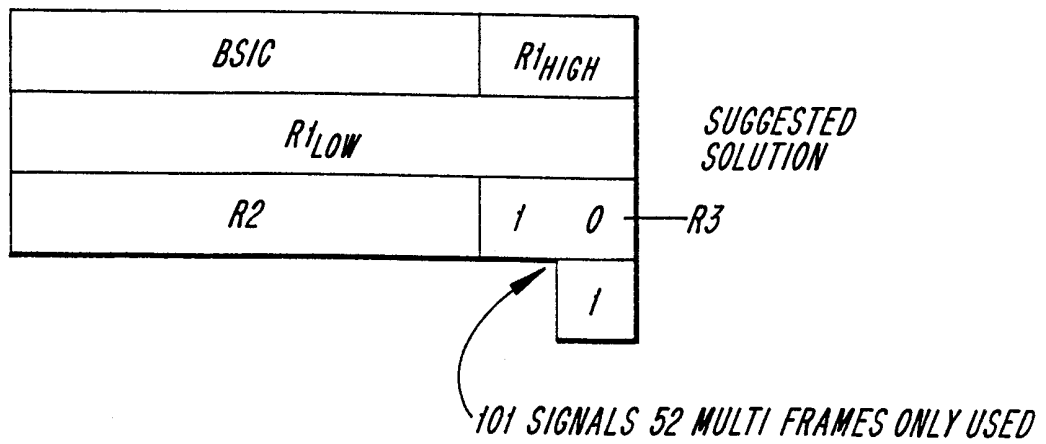 BSIC R1HIGH
R1LOW
SUGGESTED
SOLUTION
R2 1 0 R3
1
101 SIGNALS 52 MULTI FRAMES ONLY USED